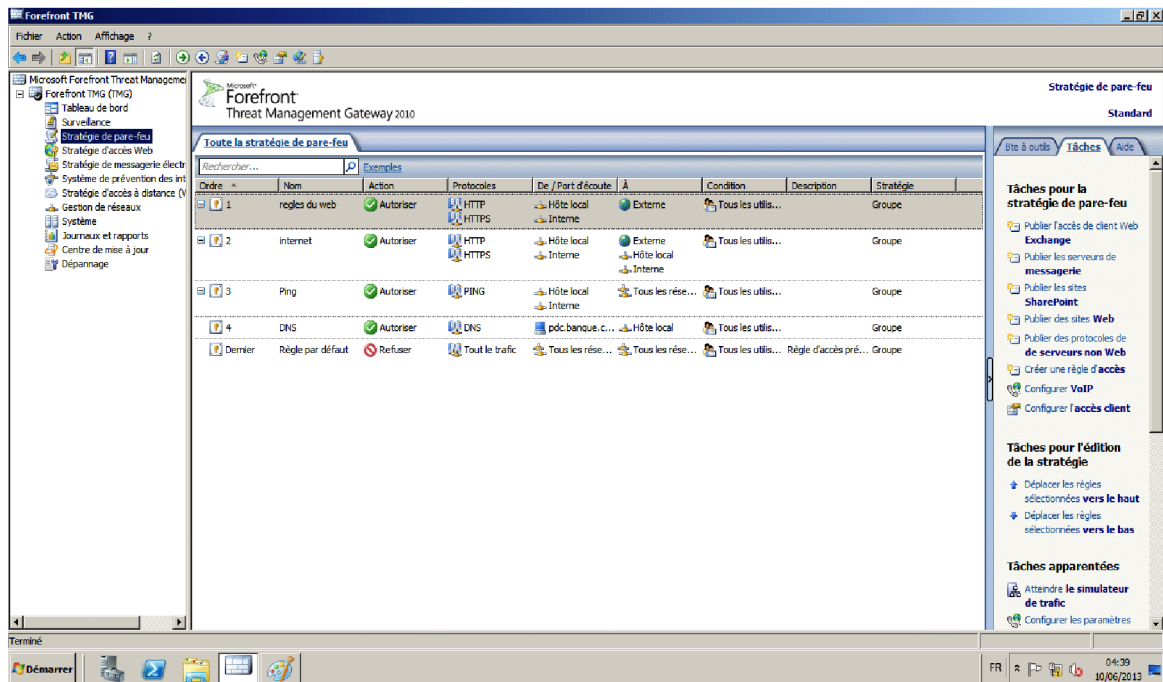 Forefront TMG
Fichier Action Affichage ?
Microsoft Forefront Threat Manageme
Forefront TMG (TMG)
Tableau de bord
Surveillance
Stratégie de pare-feu
Stratégie d'accès Web
Stratégie de messagerie électr
Système de prévention des int
Stratégie d'accès à distance (V
Gestion de réseaux
Système
Journaux et rapports
Centre de mise à jour
Dépannage
Microsoft
Forefront
Threat Management Gateway 2010
Stratégie de pare-feu
Standard
Toute la stratégie de pare-feu
Rechercher... Exemples
Ordre Nom Action Protocoles De / Port d'écoute À Condition Description Stratégie
1 regles du web Autoriser HTTP Hôte local Externe Tous les utilis... Groupe
HTTPS Interne
2 internet Autoriser HTTP Hôte local Externe Tous les utilis... Groupe
HTTPS Interne Hôte local
Interne
3 Ping Autoriser PING Hôte local Tous les rése... Tous les utilis... Groupe
Interne
4 DNS Autoriser DNS pdc.banque.c... Hôte local Tous les utilis... Groupe
Dernier Règle par défaut Refuser Tout le trafic Tous les rése... Tous les rése... Tous les utilis... Règle d'accès pré... Groupe
Bte à outils Tâches Aide
Tâches pour la
stratégie de pare-feu
Publier l'accès de client Web
Exchange
Publier les serveurs de
messagerie
Publier les sites
SharePoint
Publier des sites Web
Publier des protocoles de
de serveurs non Web
Créer une règle d'accès
Configurer VoIP
Configurer l'accès client
Tâches pour l'édition
de la stratégie
Déplacer les règles
sélectionnées vers le haut
Déplacer les règles
sélectionnées vers le bas
Tâches apparentées
Atteindre le simulateur
de trafic
Configurer les paramètres
Terminé
Démarrer
FR
04:39
10/06/2013